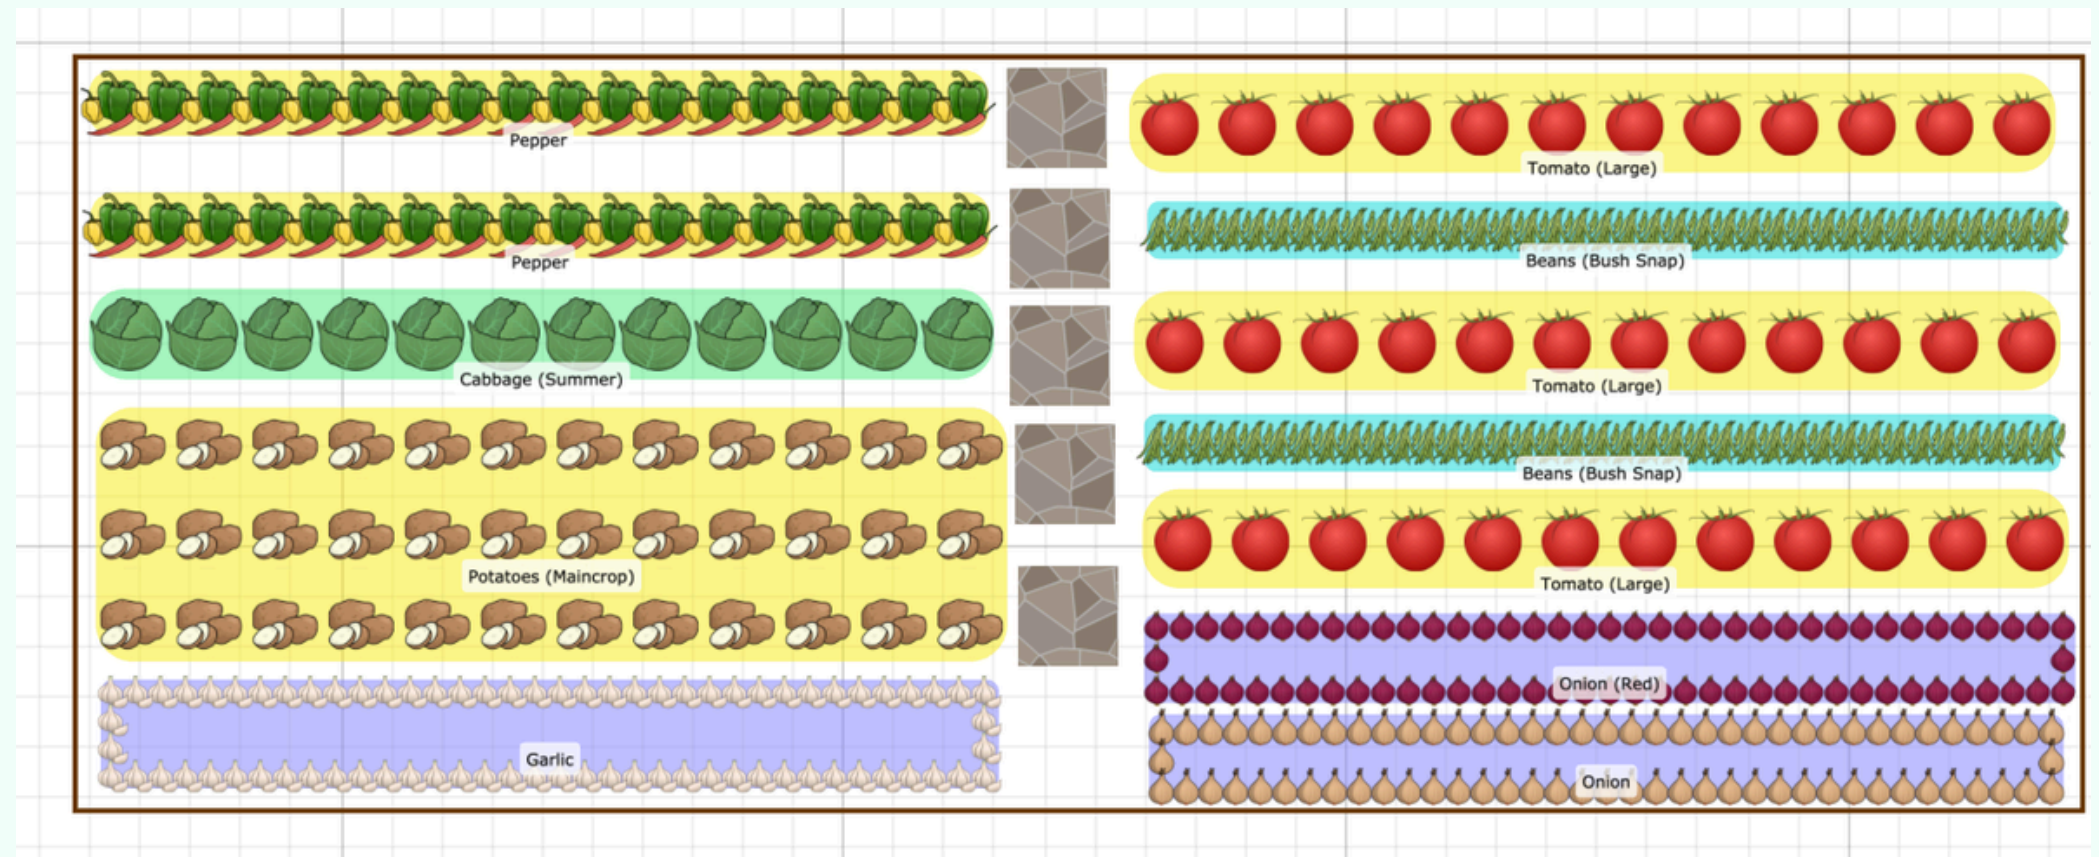 Pepper
Pepper
Cabbage (Summer)
Potatoes (Maincrop)
Garlic
Tomato (Large)
Beans (Bush Snap)
Tomato (Large)
Beans (Bush Snap)
Tomato (Large)
Onion (Red)
Onion